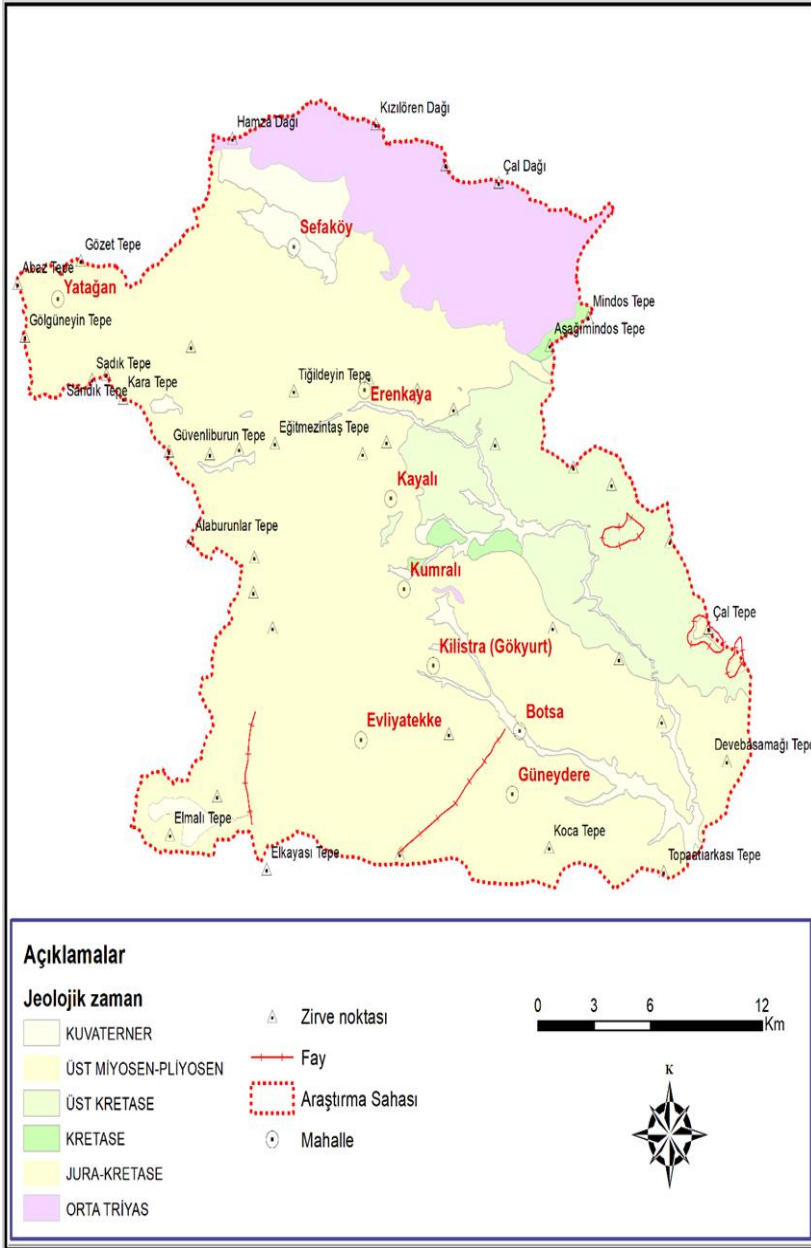 Kızılören Dağı
Hamza Dağı
Çal Dağı
Sefaköy
Gözet Tepe
Abaz Tepe
Yatağan
Mindos Tepe
Gölgüneyin Tepe
Aşağımindos Tepe
Sadık Tepe
Sandık Tepe
Kara Tepe
Tiğildeyin Tepe
Erenkaya
Güvenliburun Tepe
Eğitmezintaş Tepe
Kayalı
Alaburunlar Tepe
Kumralı
Çal Tepe
Kilistra (Gökyurt)
Botsa
Evliyatekke
Devebasamağı Tepe
Güneydere
Elmalı Tepe
Koca Tepe
Elkayası Tepe
Topaatiarkası Tepe
Açıklamalar
Jeolojik zaman
KUVATERNER
ÜST MİYOSEN-PLİYOSEN
ÜST KRETASE
KRETASE
JURA-KRETASE
ORTA TRİYAS
Zirve noktası
Fay
Araştırma Sahası
Mahalle
0 3 6 12
Km
K